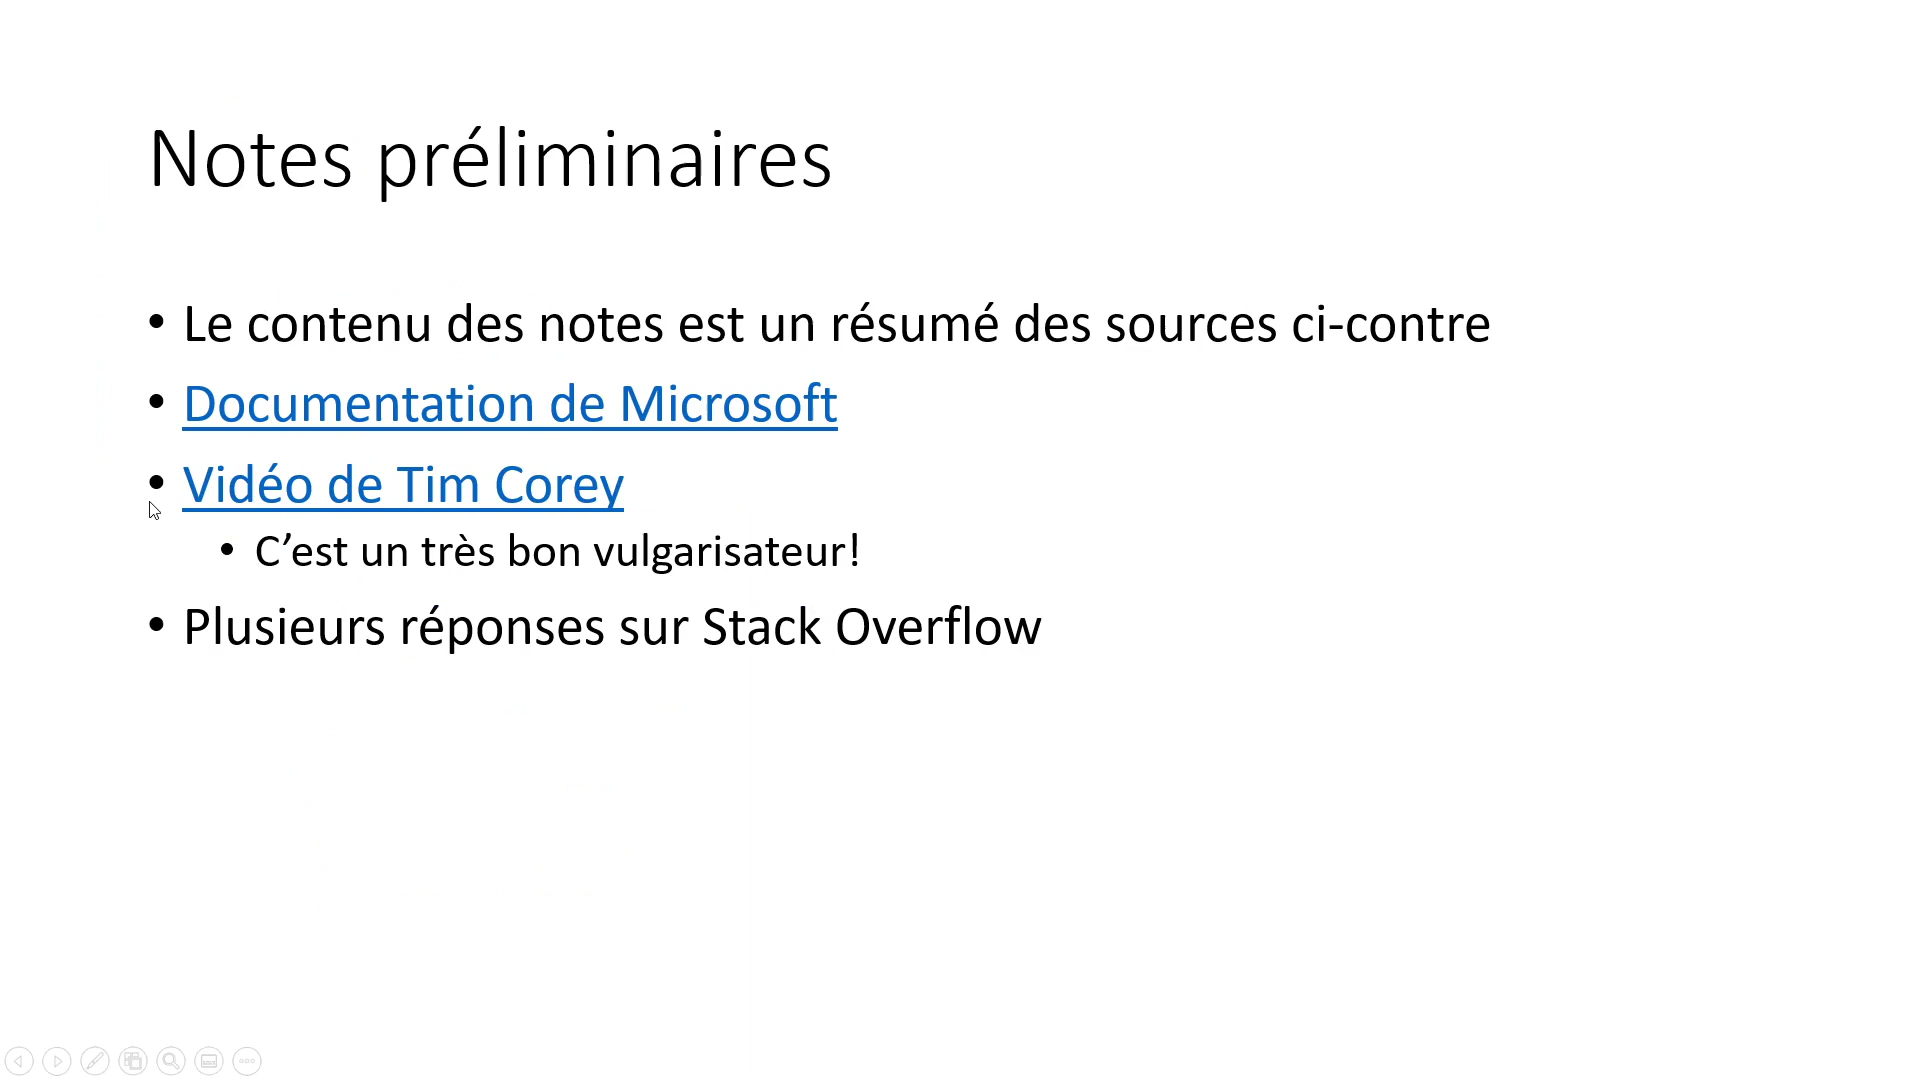 Notes préliminaires
• Le contenu des notes est un résumé des sources ci-contre
• Documentation de Microsoft
• Vidéo de Tim Corey
• C’est un très bon vulgarisateur!
• Plusieurs réponses sur Stack Overflow